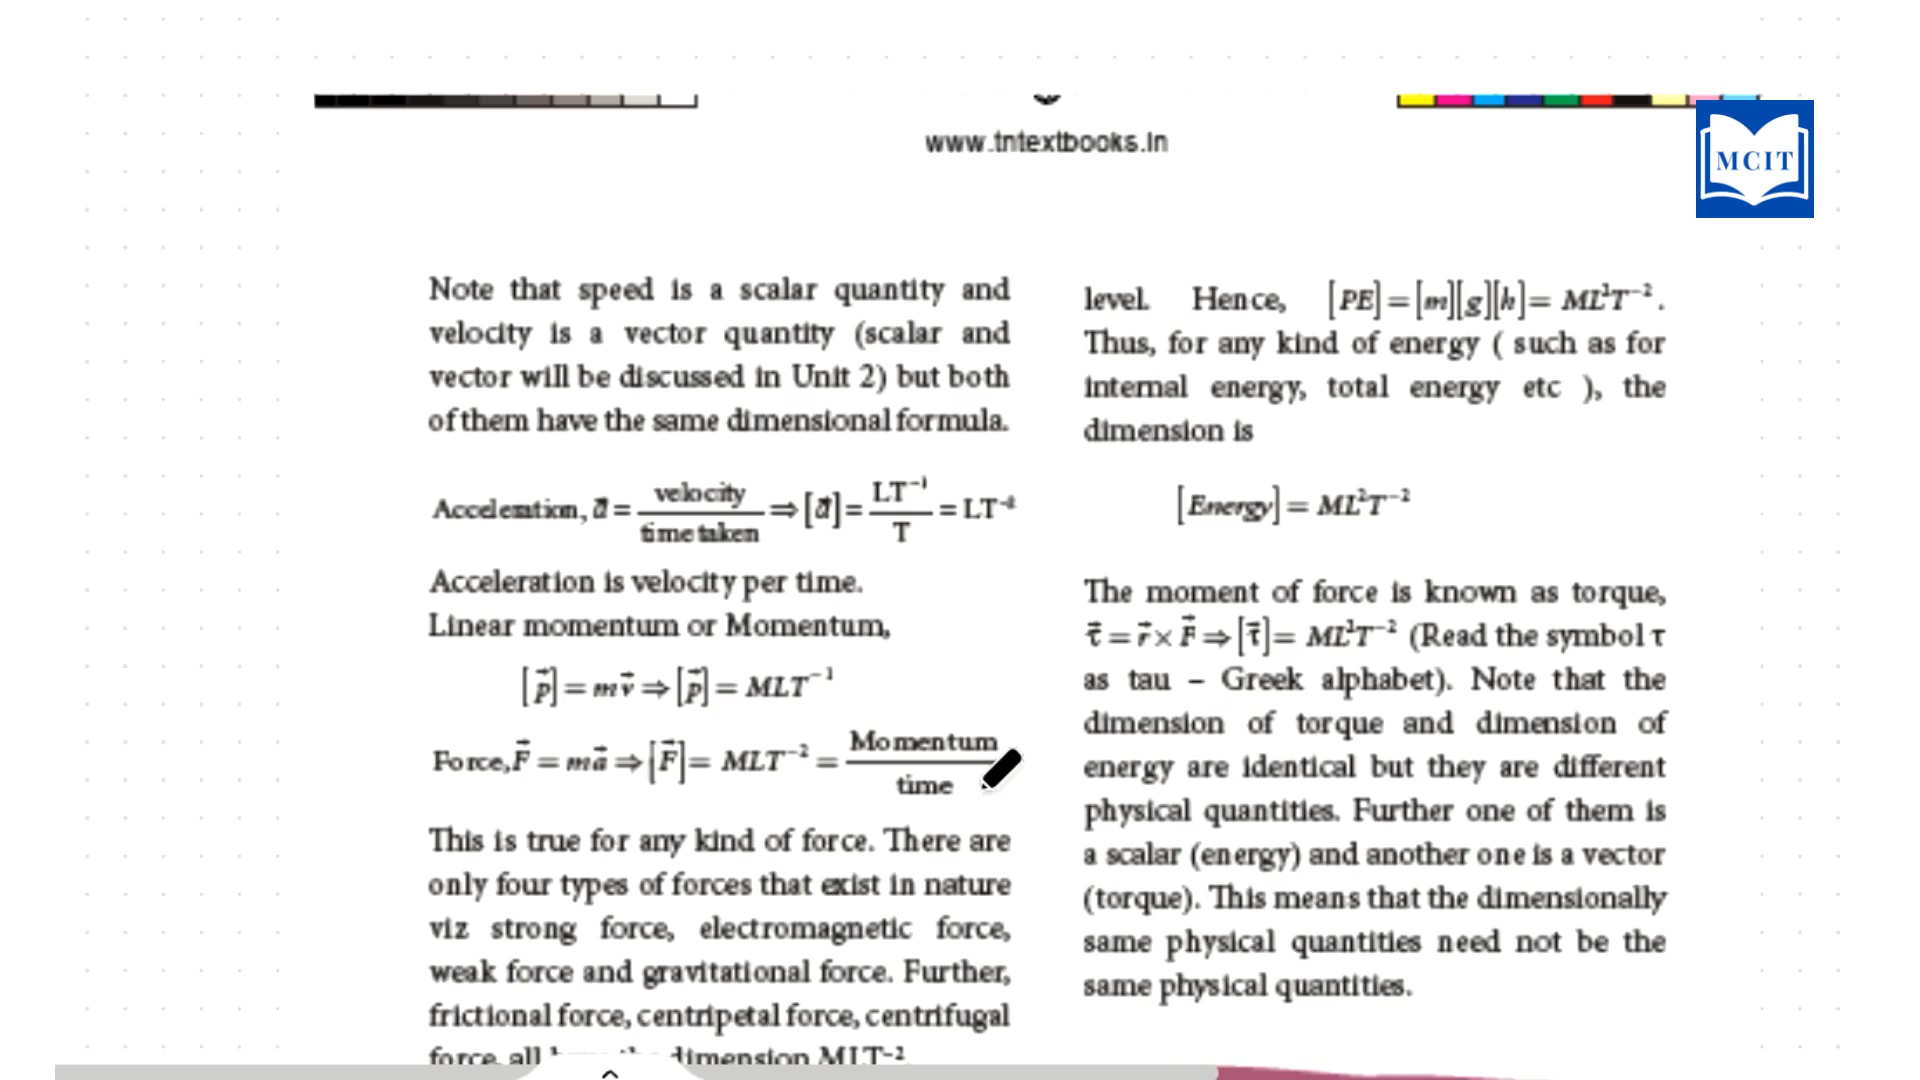 www.tntextbooks.in
MCIT
Note that speed is a scalar quantity and
velocity is a vector quantity (scalar and
vector will be discussed in Unit 2) but both
of them have the same dimensional formula.
Acceleration, a⃗ = velocity / time taken ⇒ [a⃗] = LT⁻¹ / T = LT⁻²
Acceleration is velocity per time.
Linear momentum or Momentum,
[p⃗] = mv⃗ ⇒ [p⃗] = MLT⁻¹
Force, F⃗ = ma⃗ ⇒ [F⃗] = MLT⁻² = Momentum / time
This is true for any kind of force. There are
only four types of forces that exist in nature
viz strong force, electromagnetic force,
weak force and gravitational force. Further,
frictional force, centripetal force, centrifugal
force, all dimension MLT⁻²
level. Hence, [PE] = [m][g][h] = ML²T⁻².
Thus, for any kind of energy ( such as for
internal energy, total energy etc ), the
dimension is
[Energy] = ML²T⁻²
The moment of force is known as torque,
τ⃗ = r⃗ × F⃗ ⇒ [τ⃗] = ML²T⁻² (Read the symbol τ
as tau – Greek alphabet). Note that the
dimension of torque and dimension of
energy are identical but they are different
physical quantities. Further one of them is
a scalar (energy) and another one is a vector
(torque). This means that the dimensionally
same physical quantities need not be the
same physical quantities.